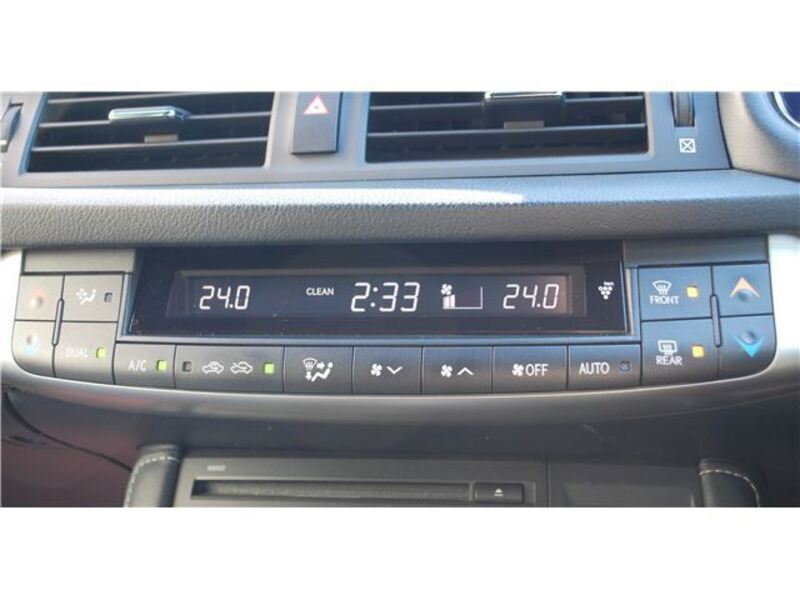 24.0 CLEAN 2:33 24.0
FRONT
DUAL A/C OFF AUTO REAR